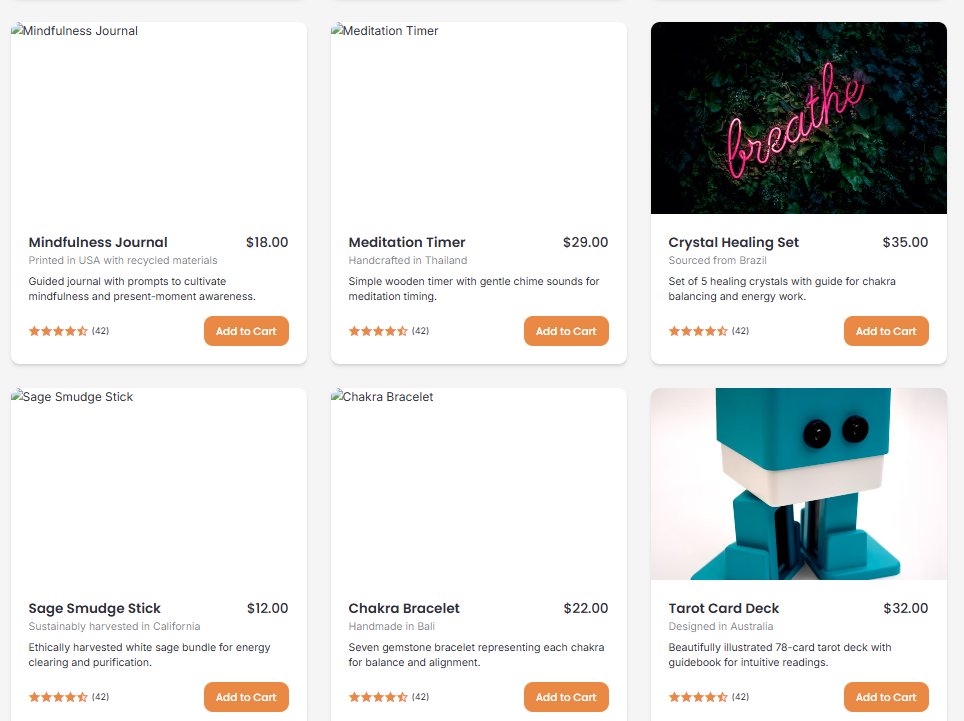 Mindfulness Journal
Meditation Timer
breathe
Mindfulness Journal $18.00
Printed in USA with recycled materials
Guided journal with prompts to cultivate
mindfulness and present-moment awareness.
(42) Add to Cart
Meditation Timer $29.00
Handcrafted in Thailand
Simple wooden timer with gentle chime sounds for
meditation timing.
(42) Add to Cart
Crystal Healing Set $35.00
Sourced from Brazil
Set of 5 healing crystals with guide for chakra
balancing and energy work.
(42) Add to Cart
Sage Smudge Stick
Chakra Bracelet
Sage Smudge Stick $12.00
Sustainably harvested in California
Ethically harvested white sage bundle for energy
clearing and purification.
(42) Add to Cart
Chakra Bracelet $22.00
Handmade in Bali
Seven gemstone bracelet representing each chakra
for balance and alignment.
(42) Add to Cart
Tarot Card Deck $32.00
Designed in Australia
Beautifully illustrated 78-card tarot deck with
guidebook for intuitive readings.
(42) Add to Cart